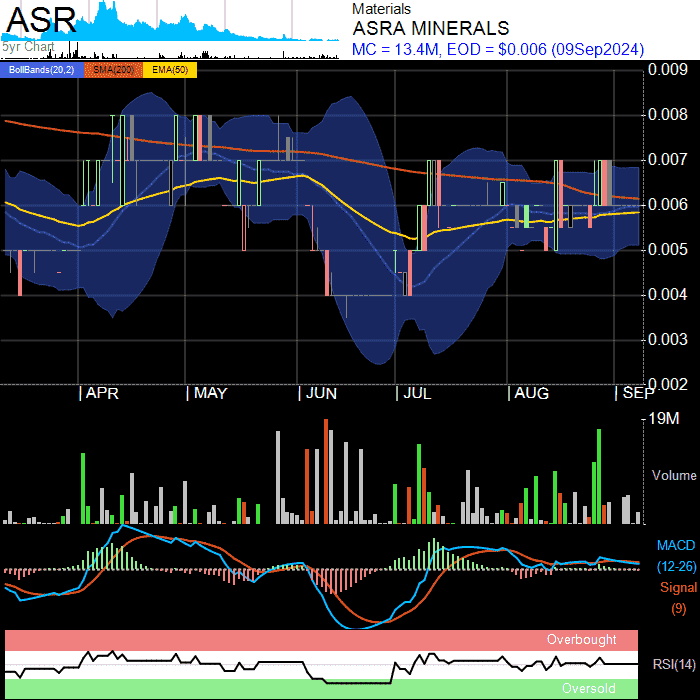 ASR
5yr Chart
Materials
ASRA MINERALS
MC = 13.4M, EOD = $0.006 (09Sep2024)
BollBands(20,2) SMA(200) EMA(50)
0.009
0.008
0.007
0.006
0.005
0.004
0.003
0.002
APR MAY JUN JUL AUG SEP
19M
Volume
MACD
(12-26)
Signal
(9)
Overbought
RSI(14)
Oversold